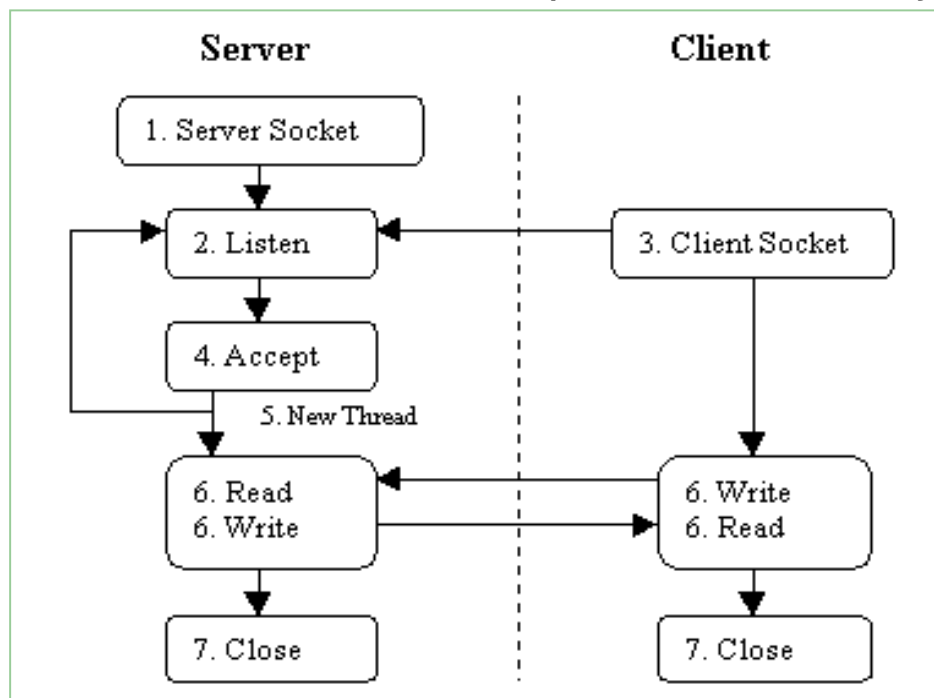 Server
Client
1. Server Socket
2. Listen
3. Client Socket
4. Accept
5. New Thread
6. Read
6. Write
6. Write
6. Read
7. Close
7. Close